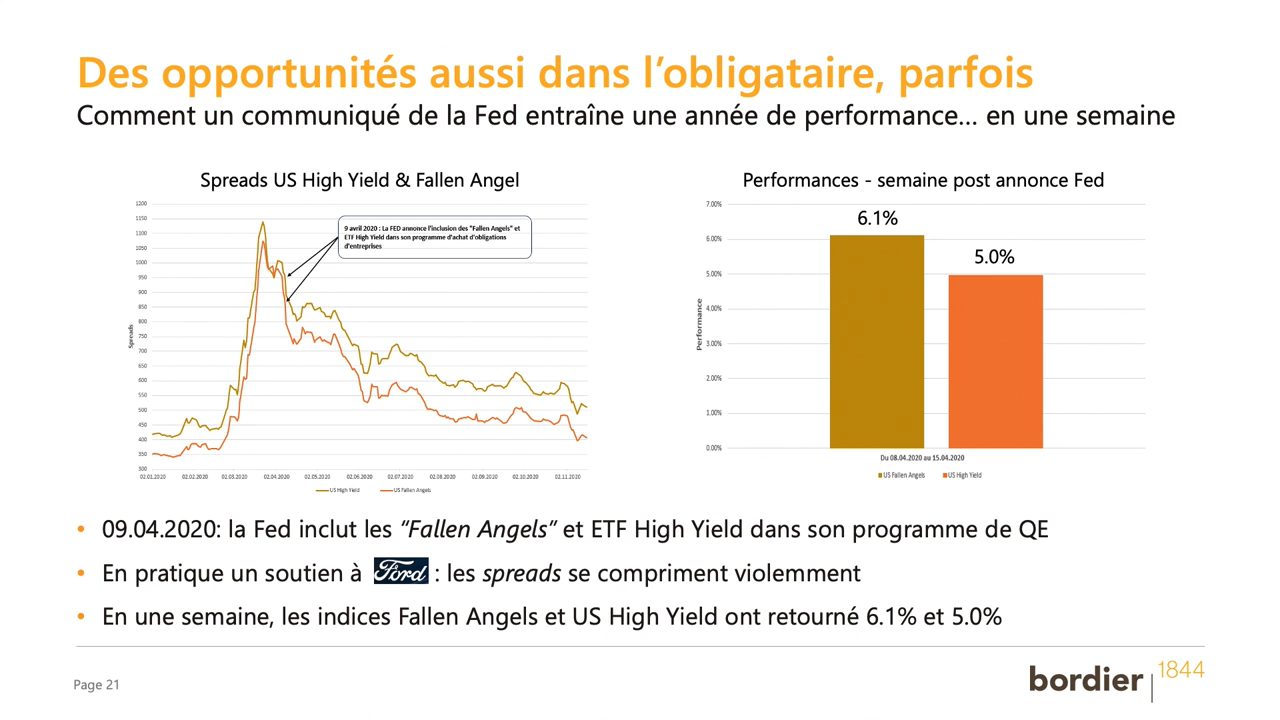 Des opportunités aussi dans l’obligataire, parfois
Comment un communiqué de la Fed entraîne une année de performance… en une semaine
Spreads US High Yield & Fallen Angel
1200
1150
1100
1050
1000
950
900
850
800
750
700
650
600
550
500
450
400
350
300
Spreads
9 avril 2020 : La FED annonce l'inclusion des "Fallen Angels" et
ETF High Yield dans son programme d'achat d'obligations
d'entreprises
02.01.2020 02.02.2020 02.03.2020 02.04.2020 02.05.2020 02.06.2020 02.07.2020 02.08.2020 02.09.2020 02.10.2020 02.11.2020
US High Yield US Fallen Angels
Performances - semaine post annonce Fed
7.00%
6.00%
5.00%
4.00%
3.00%
2.00%
1.00%
0.00%
Performance
6.1%
5.0%
Du 08.04.2020 au 15.04.2020
US Fallen Angels US High Yield
• 09.04.2020: la Fed inclut les “Fallen Angels” et ETF High Yield dans son programme de QE
• En pratique un soutien à Ford : les spreads se compriment violemment
• En une semaine, les indices Fallen Angels et US High Yield ont retourné 6.1% et 5.0%
Page 21
bordier 1844